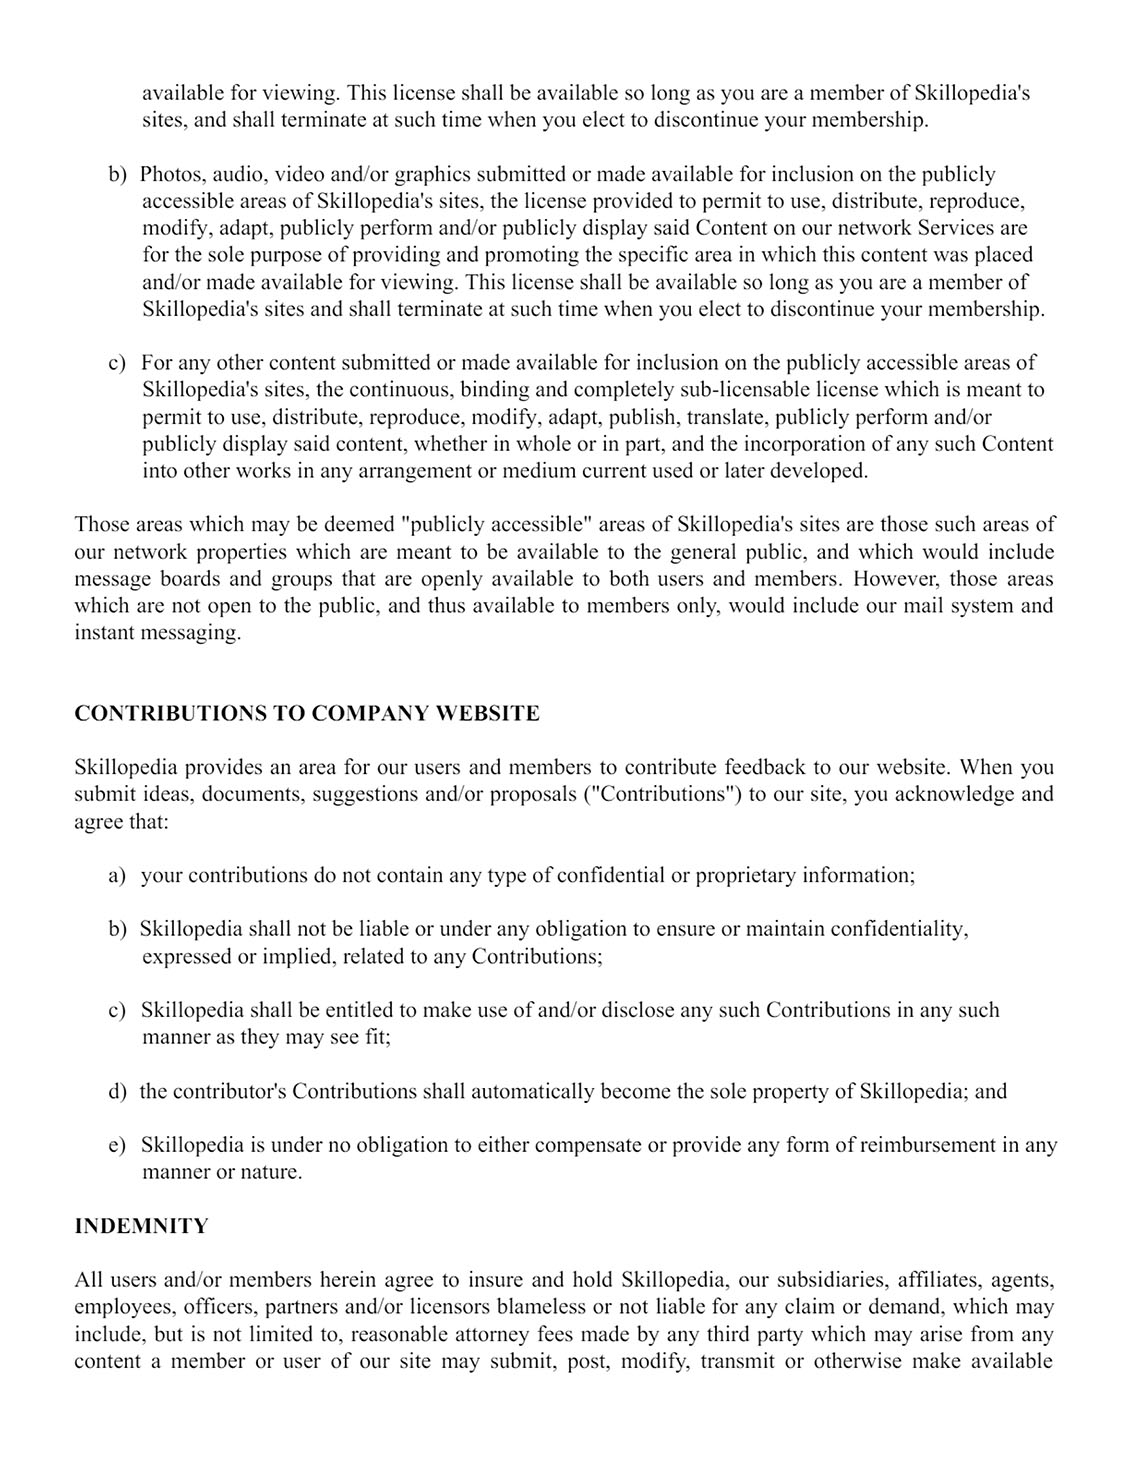 available for viewing. This license shall be available so long as you are a member of Skillopedia's
sites, and shall terminate at such time when you elect to discontinue your membership.
b) Photos, audio, video and/or graphics submitted or made available for inclusion on the publicly
accessible areas of Skillopedia's sites, the license provided to permit to use, distribute, reproduce,
modify, adapt, publicly perform and/or publicly display said Content on our network Services are
for the sole purpose of providing and promoting the specific area in which this content was placed
and/or made available for viewing. This license shall be available so long as you are a member of
Skillopedia's sites and shall terminate at such time when you elect to discontinue your membership.
c) For any other content submitted or made available for inclusion on the publicly accessible areas of
Skillopedia's sites, the continuous, binding and completely sub-licensable license which is meant to
permit to use, distribute, reproduce, modify, adapt, publish, translate, publicly perform and/or
publicly display said content, whether in whole or in part, and the incorporation of any such Content
into other works in any arrangement or medium current used or later developed.
Those areas which may be deemed "publicly accessible" areas of Skillopedia's sites are those such areas of
our network properties which are meant to be available to the general public, and which would include
message boards and groups that are openly available to both users and members. However, those areas
which are not open to the public, and thus available to members only, would include our mail system and
instant messaging.
CONTRIBUTIONS TO COMPANY WEBSITE
Skillopedia provides an area for our users and members to contribute feedback to our website. When you
submit ideas, documents, suggestions and/or proposals ("Contributions") to our site, you acknowledge and
agree that:
a) your contributions do not contain any type of confidential or proprietary information;
b) Skillopedia shall not be liable or under any obligation to ensure or maintain confidentiality,
expressed or implied, related to any Contributions;
c) Skillopedia shall be entitled to make use of and/or disclose any such Contributions in any such
manner as they may see fit;
d) the contributor's Contributions shall automatically become the sole property of Skillopedia; and
e) Skillopedia is under no obligation to either compensate or provide any form of reimbursement in any
manner or nature.
INDEMNITY
All users and/or members herein agree to insure and hold Skillopedia, our subsidiaries, affiliates, agents,
employees, officers, partners and/or licensors blameless or not liable for any claim or demand, which may
include, but is not limited to, reasonable attorney fees made by any third party which may arise from any
content a member or user of our site may submit, post, modify, transmit or otherwise make available